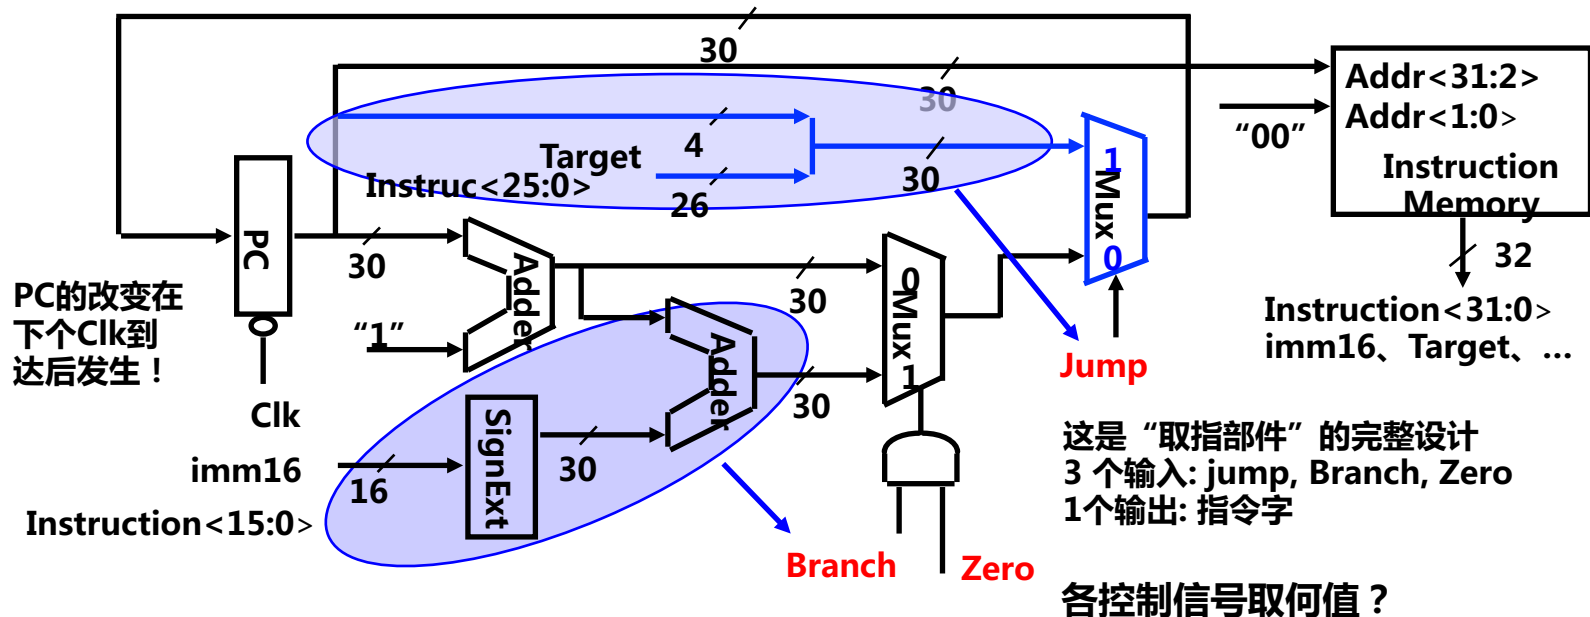 30
30
Addr<31:2>
Addr<1:0>
“00”
Instruction
Memory
4
Target
30
Instruc<25:0>
26
1
Mux
0
PC
30
Adder
30
0
Mux
1
32
PC的改变在
下个Clk到
达后发生！
“1”
Instruction<31:0>
imm16、Target、…
Adder
30
Jump
Clk
SignExt
30
imm16
16
Instruction<15:0>
这是“取指部件”的完整设计
3 个输入: jump, Branch, Zero
1个输出: 指令字
Branch
Zero
各控制信号取何值？